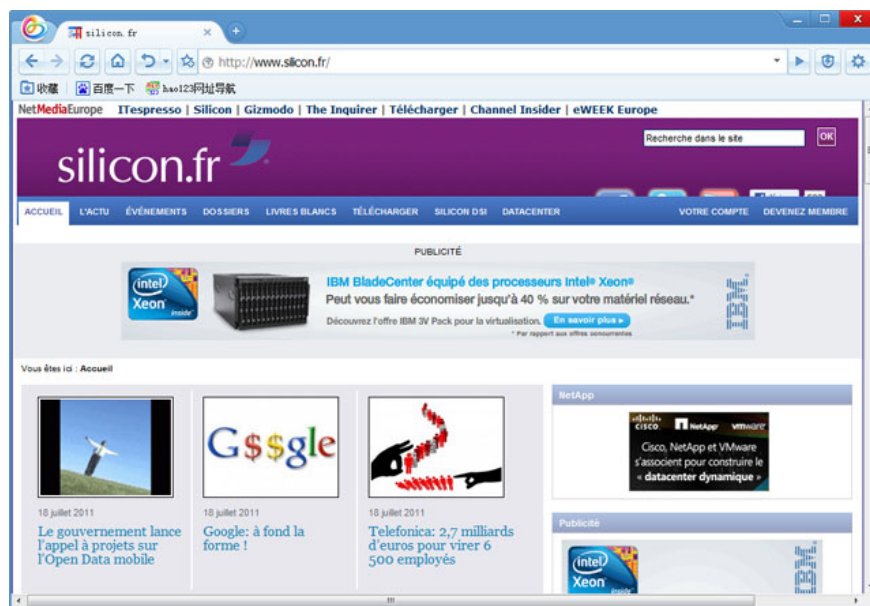 silicon.fr
http://www.silicon.fr/
收藏 百度一下 hao123网址导航
NetMediaEurope ITespresso | Silicon | Gizmodo | The Inquirer | Télécharger | Channel Insider | eWEEK Europe
Recherche dans le site OK
silicon.fr
ACCUEIL L'ACTU ÉVÉNEMENTS DOSSIERS LIVRES BLANCS TÉLÉCHARGER SILICON DSI DATACENTER VOTRE COMPTE DEVENEZ MEMBRE
PUBLICITÉ
(intel)
Xeon
inside
IBM BladeCenter équipé des processeurs Intel® Xeon®
Peut vous faire économiser jusqu'à 40 % sur votre matériel réseau.*
Découvrez l'offre IBM 3V Pack pour la virtualisation. En savoir plus
* Par rapport aux offres concurrentes
IBM
Vous êtes ici : Accueil
G$$gle
18 juillet 2011
Le gouvernement lance
l'appel à projets sur
l'Open Data mobile
18 juillet 2011
Google: à fond la
forme !
18 juillet 2011
Telefonica: 2,7 milliards
d'euros pour virer 6
500 employés
NetApp
CISCO NetApp vmware
Cisco, NetApp et VMware
s'associent pour construire le
« datacenter dynamique »
Publicité
(intel)
Xeon
IBM